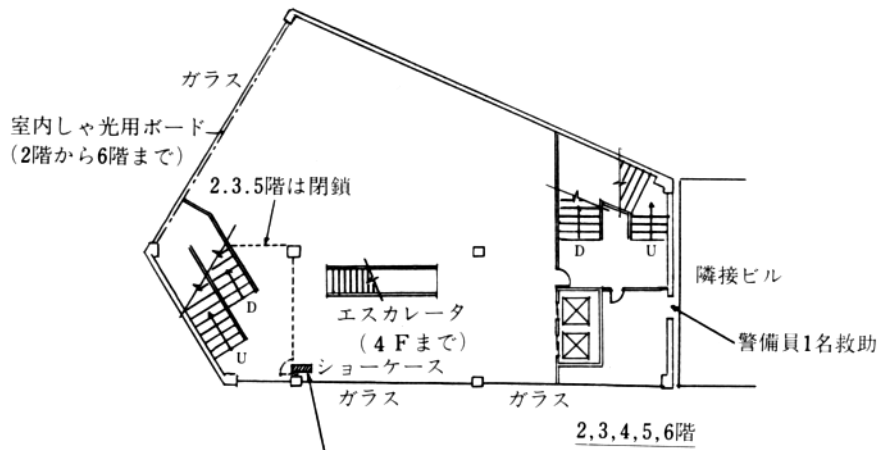 ガラス
室内しゃ光用ボード
(2階から6階まで)
2.3.5階は閉鎖
D
U
D
U
エスカレータ
(4Fまで)
ショーケース
ガラス
ガラス
隣接ビル
警備員1名救助
2,3,4,5,6階